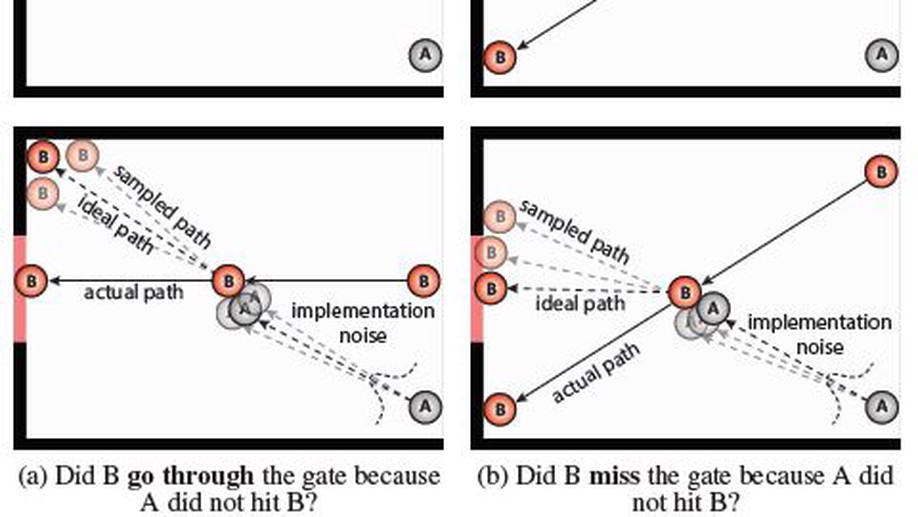 A
B
A
B
B
B
sampled path
ideal path
B
actual path
B
B
A
A
A
implementation
noise
A
B
B
sampled path
B
B
ideal path
B
A
A
implementation
noise
actual path
B
A
(a) Did B go through the gate because
A did not hit B?
(b) Did B miss the gate because A did
not hit B?